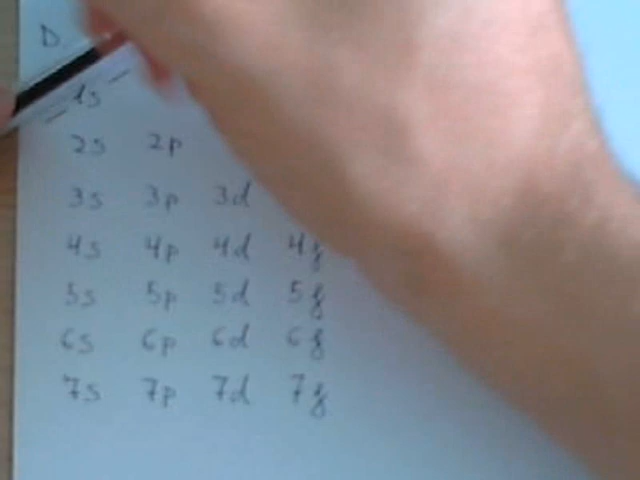 D
1s
2s 2p
3s 3p 3d
4s 4p 4d 4f
5s 5p 5d 5f
6s 6p 6d 6f
7s 7p 7d 7f